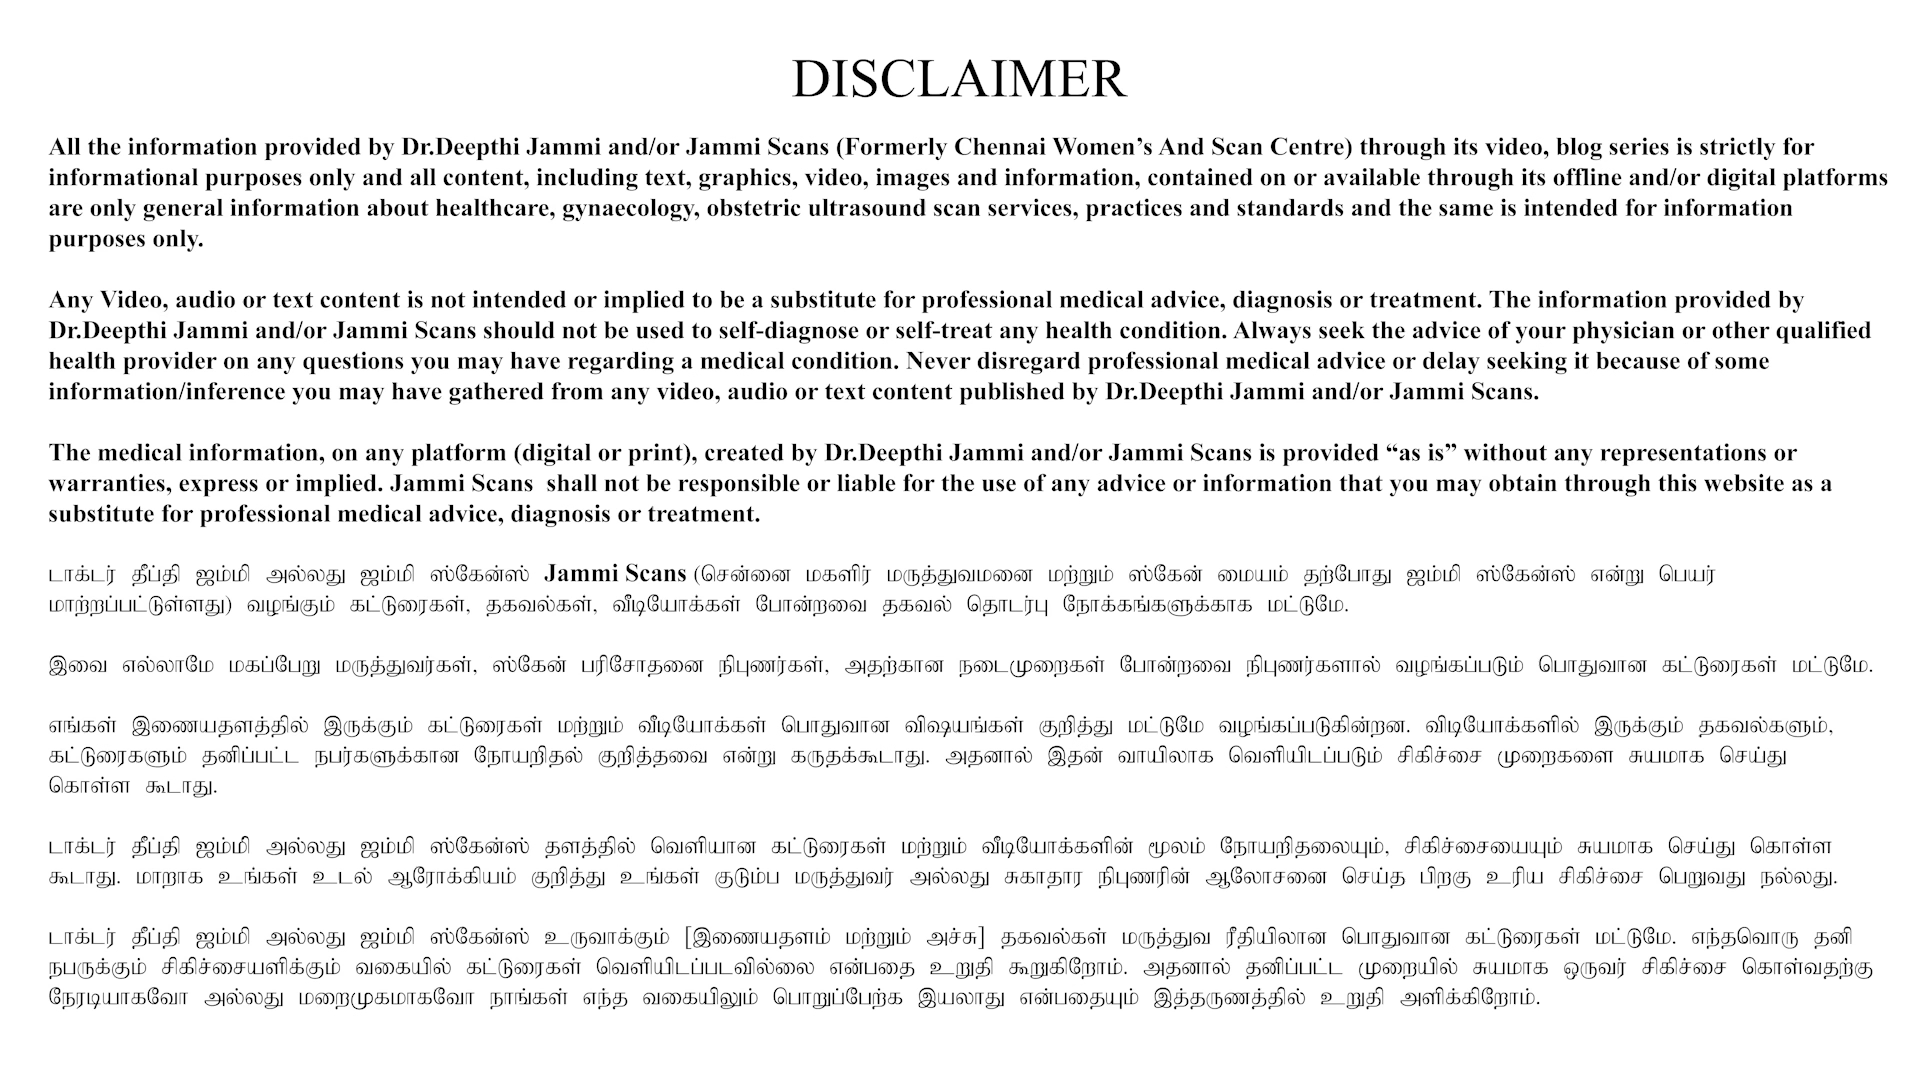 DISCLAIMER
All the information provided by Dr.Deepthi Jammi and/or Jammi Scans (Formerly Chennai Women’s And Scan Centre) through its video, blog series is strictly for
informational purposes only and all content, including text, graphics, video, images and information, contained on or available through its offline and/or digital platforms
are only general information about healthcare, gynaecology, obstetric ultrasound scan services, practices and standards and the same is intended for information
purposes only.
Any Video, audio or text content is not intended or implied to be a substitute for professional medical advice, diagnosis or treatment. The information provided by
Dr.Deepthi Jammi and/or Jammi Scans should not be used to self-diagnose or self-treat any health condition. Always seek the advice of your physician or other qualified
health provider on any questions you may have regarding a medical condition. Never disregard professional medical advice or delay seeking it because of some
information/inference you may have gathered from any video, audio or text content published by Dr.Deepthi Jammi and/or Jammi Scans.
The medical information, on any platform (digital or print), created by Dr.Deepthi Jammi and/or Jammi Scans is provided “as is” without any representations or
warranties, express or implied. Jammi Scans  shall not be responsible or liable for the use of any advice or information that you may obtain through this website as a
substitute for professional medical advice, diagnosis or treatment.
டாக்டர் தீப்தி ஜம்மி அல்லது ஜம்மி ஸ்கேன்ஸ் Jammi Scans (சென்னை மகளிர் மருத்துவமனை மற்றும் ஸ்கேன் மையம் தற்போது ஜம்மி ஸ்கேன்ஸ் என்று பெயர்
மாற்றப்பட்டுள்ளது) வழங்கும் கட்டுரைகள், தகவல்கள், வீடியோக்கள் போன்றவை தகவல் தொடர்பு நோக்கங்களுக்காக மட்டுமே.
இவை எல்லாமே மகப்பேறு மருத்துவர்கள், ஸ்கேன் பரிசோதனை நிபுணர்கள், அதற்கான நடைமுறைகள் போன்றவை நிபுணர்களால் வழங்கப்படும் பொதுவான கட்டுரைகள் மட்டுமே.
எங்கள் இணையதளத்தில் இருக்கும் கட்டுரைகள் மற்றும் வீடியோக்கள் பொதுவான விஷயங்கள் குறித்து மட்டுமே வழங்கப்படுகின்றன. விடியோக்களில் இருக்கும் தகவல்களும்,
கட்டுரைகளும் தனிப்பட்ட நபர்களுக்கான நோயறிதல் குறித்தவை என்று கருதக்கூடாது. அதனால் இதன் வாயிலாக வெளியிடப்படும் சிகிச்சை முறைகளை சுயமாக செய்து
கொள்ள கூடாது.
டாக்டர் தீப்தி ஜம்மி அல்லது ஜம்மி ஸ்கேன்ஸ் தளத்தில் வெளியான கட்டுரைகள் மற்றும் வீடியோக்களின் மூலம் நோயறிதலையும், சிகிச்சையையும் சுயமாக செய்து கொள்ள
கூடாது. மாறாக உங்கள் உடல் ஆரோக்கியம் குறித்து உங்கள் குடும்ப மருத்துவர் அல்லது சுகாதார நிபுணரின் ஆலோசனை செய்த பிறகு உரிய சிகிச்சை பெறுவது நல்லது.
டாக்டர் தீப்தி ஜம்மி அல்லது ஜம்மி ஸ்கேன்ஸ் உருவாக்கும் [இணையதளம் மற்றும் அச்சு] தகவல்கள் மருத்துவ ரீதியிலான பொதுவான கட்டுரைகள் மட்டுமே. எந்தவொரு தனி
நபருக்கும் சிகிச்சையளிக்கும் வகையில் கட்டுரைகள் வெளியிடப்படவில்லை என்பதை உறுதி கூறுகிறோம். அதனால் தனிப்பட்ட முறையில் சுயமாக ஒருவர் சிகிச்சை கொள்வதற்கு
நேரடியாகவோ அல்லது மறைமுகமாகவோ நாங்கள் எந்த வகையிலும் பொறுப்பேற்க இயலாது என்பதையும் இத்தருணத்தில் உறுதி அளிக்கிறோம்.